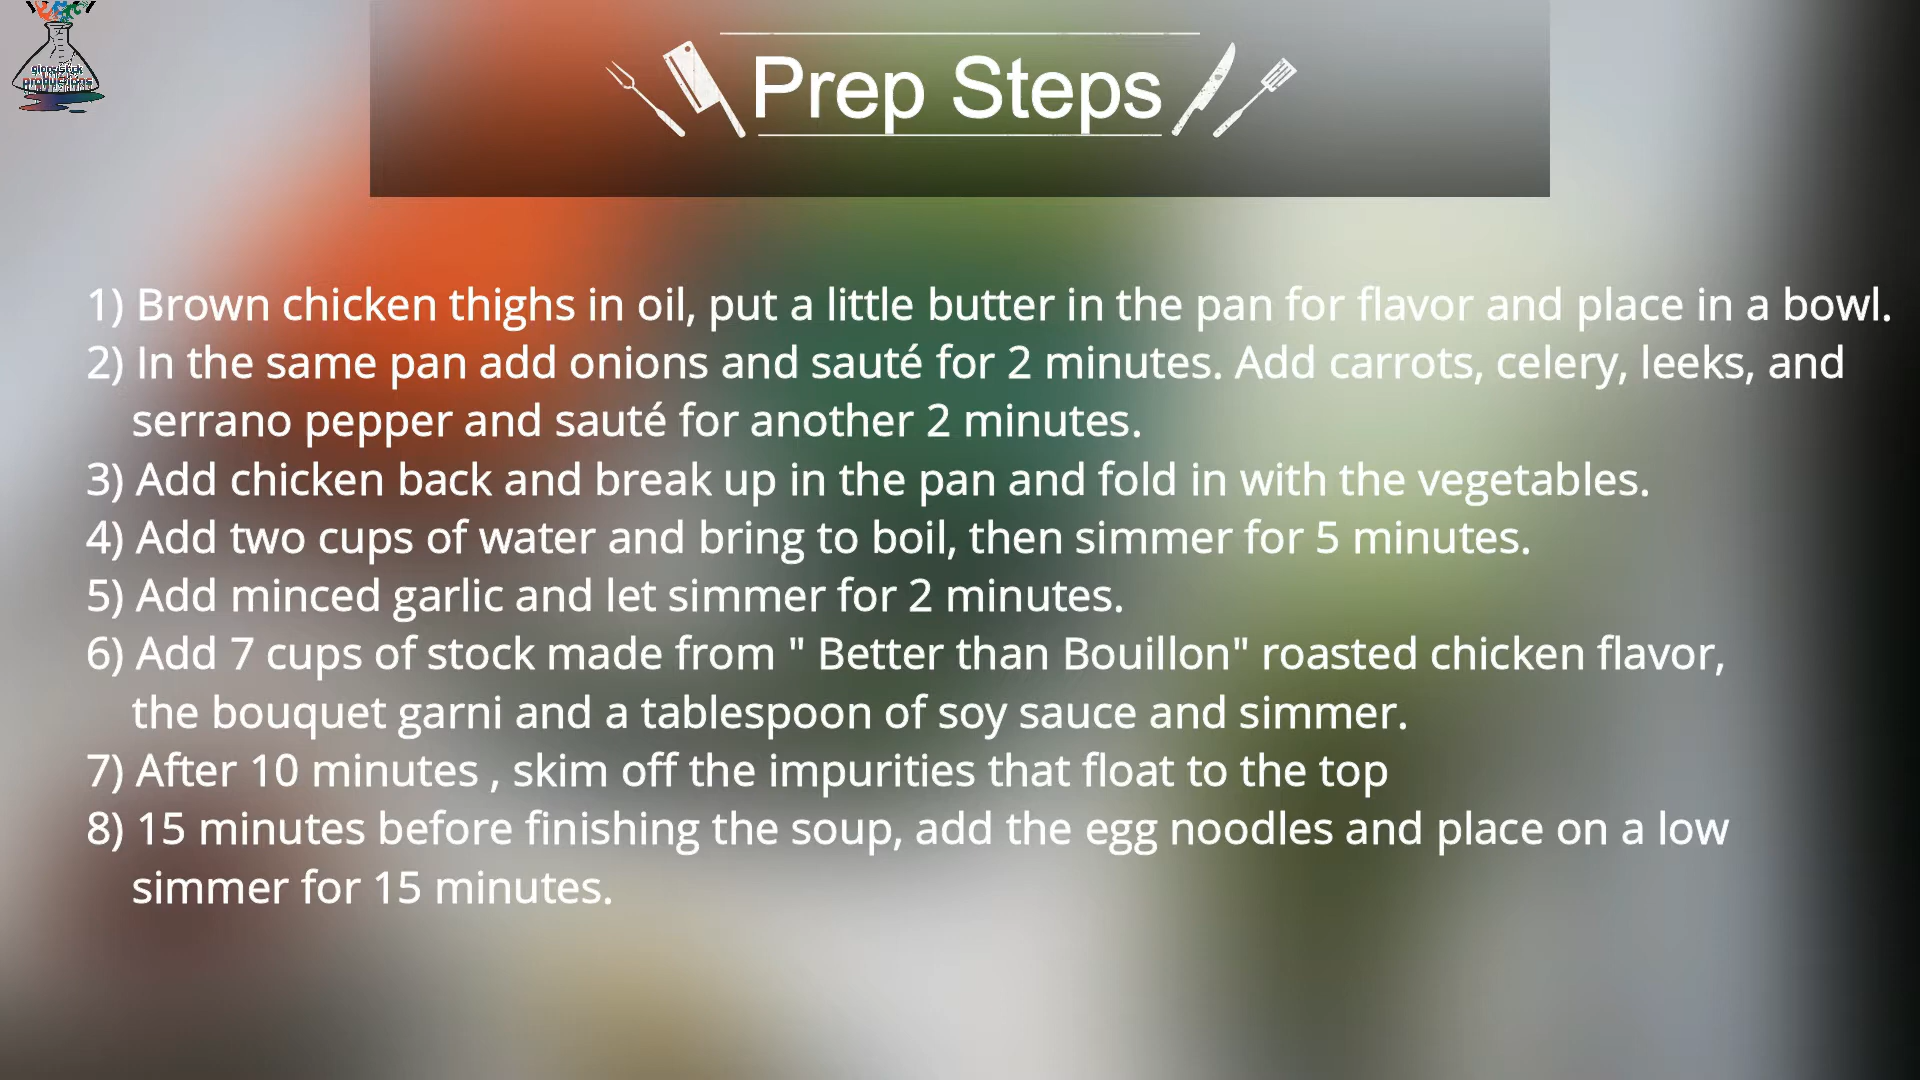 Prep Steps
1) Brown chicken thighs in oil, put a little butter in the pan for flavor and place in a bowl.
2) In the same pan add onions and sauté for 2 minutes. Add carrots, celery, leeks, and
serrano pepper and sauté for another 2 minutes.
3) Add chicken back and break up in the pan and fold in with the vegetables.
4) Add two cups of water and bring to boil, then simmer for 5 minutes.
5) Add minced garlic and let simmer for 2 minutes.
6) Add 7 cups of stock made from " Better than Bouillon" roasted chicken flavor,
the bouquet garni and a tablespoon of soy sauce and simmer.
7) After 10 minutes , skim off the impurities that float to the top
8) 15 minutes before finishing the soup, add the egg noodles and place on a low
simmer for 15 minutes.